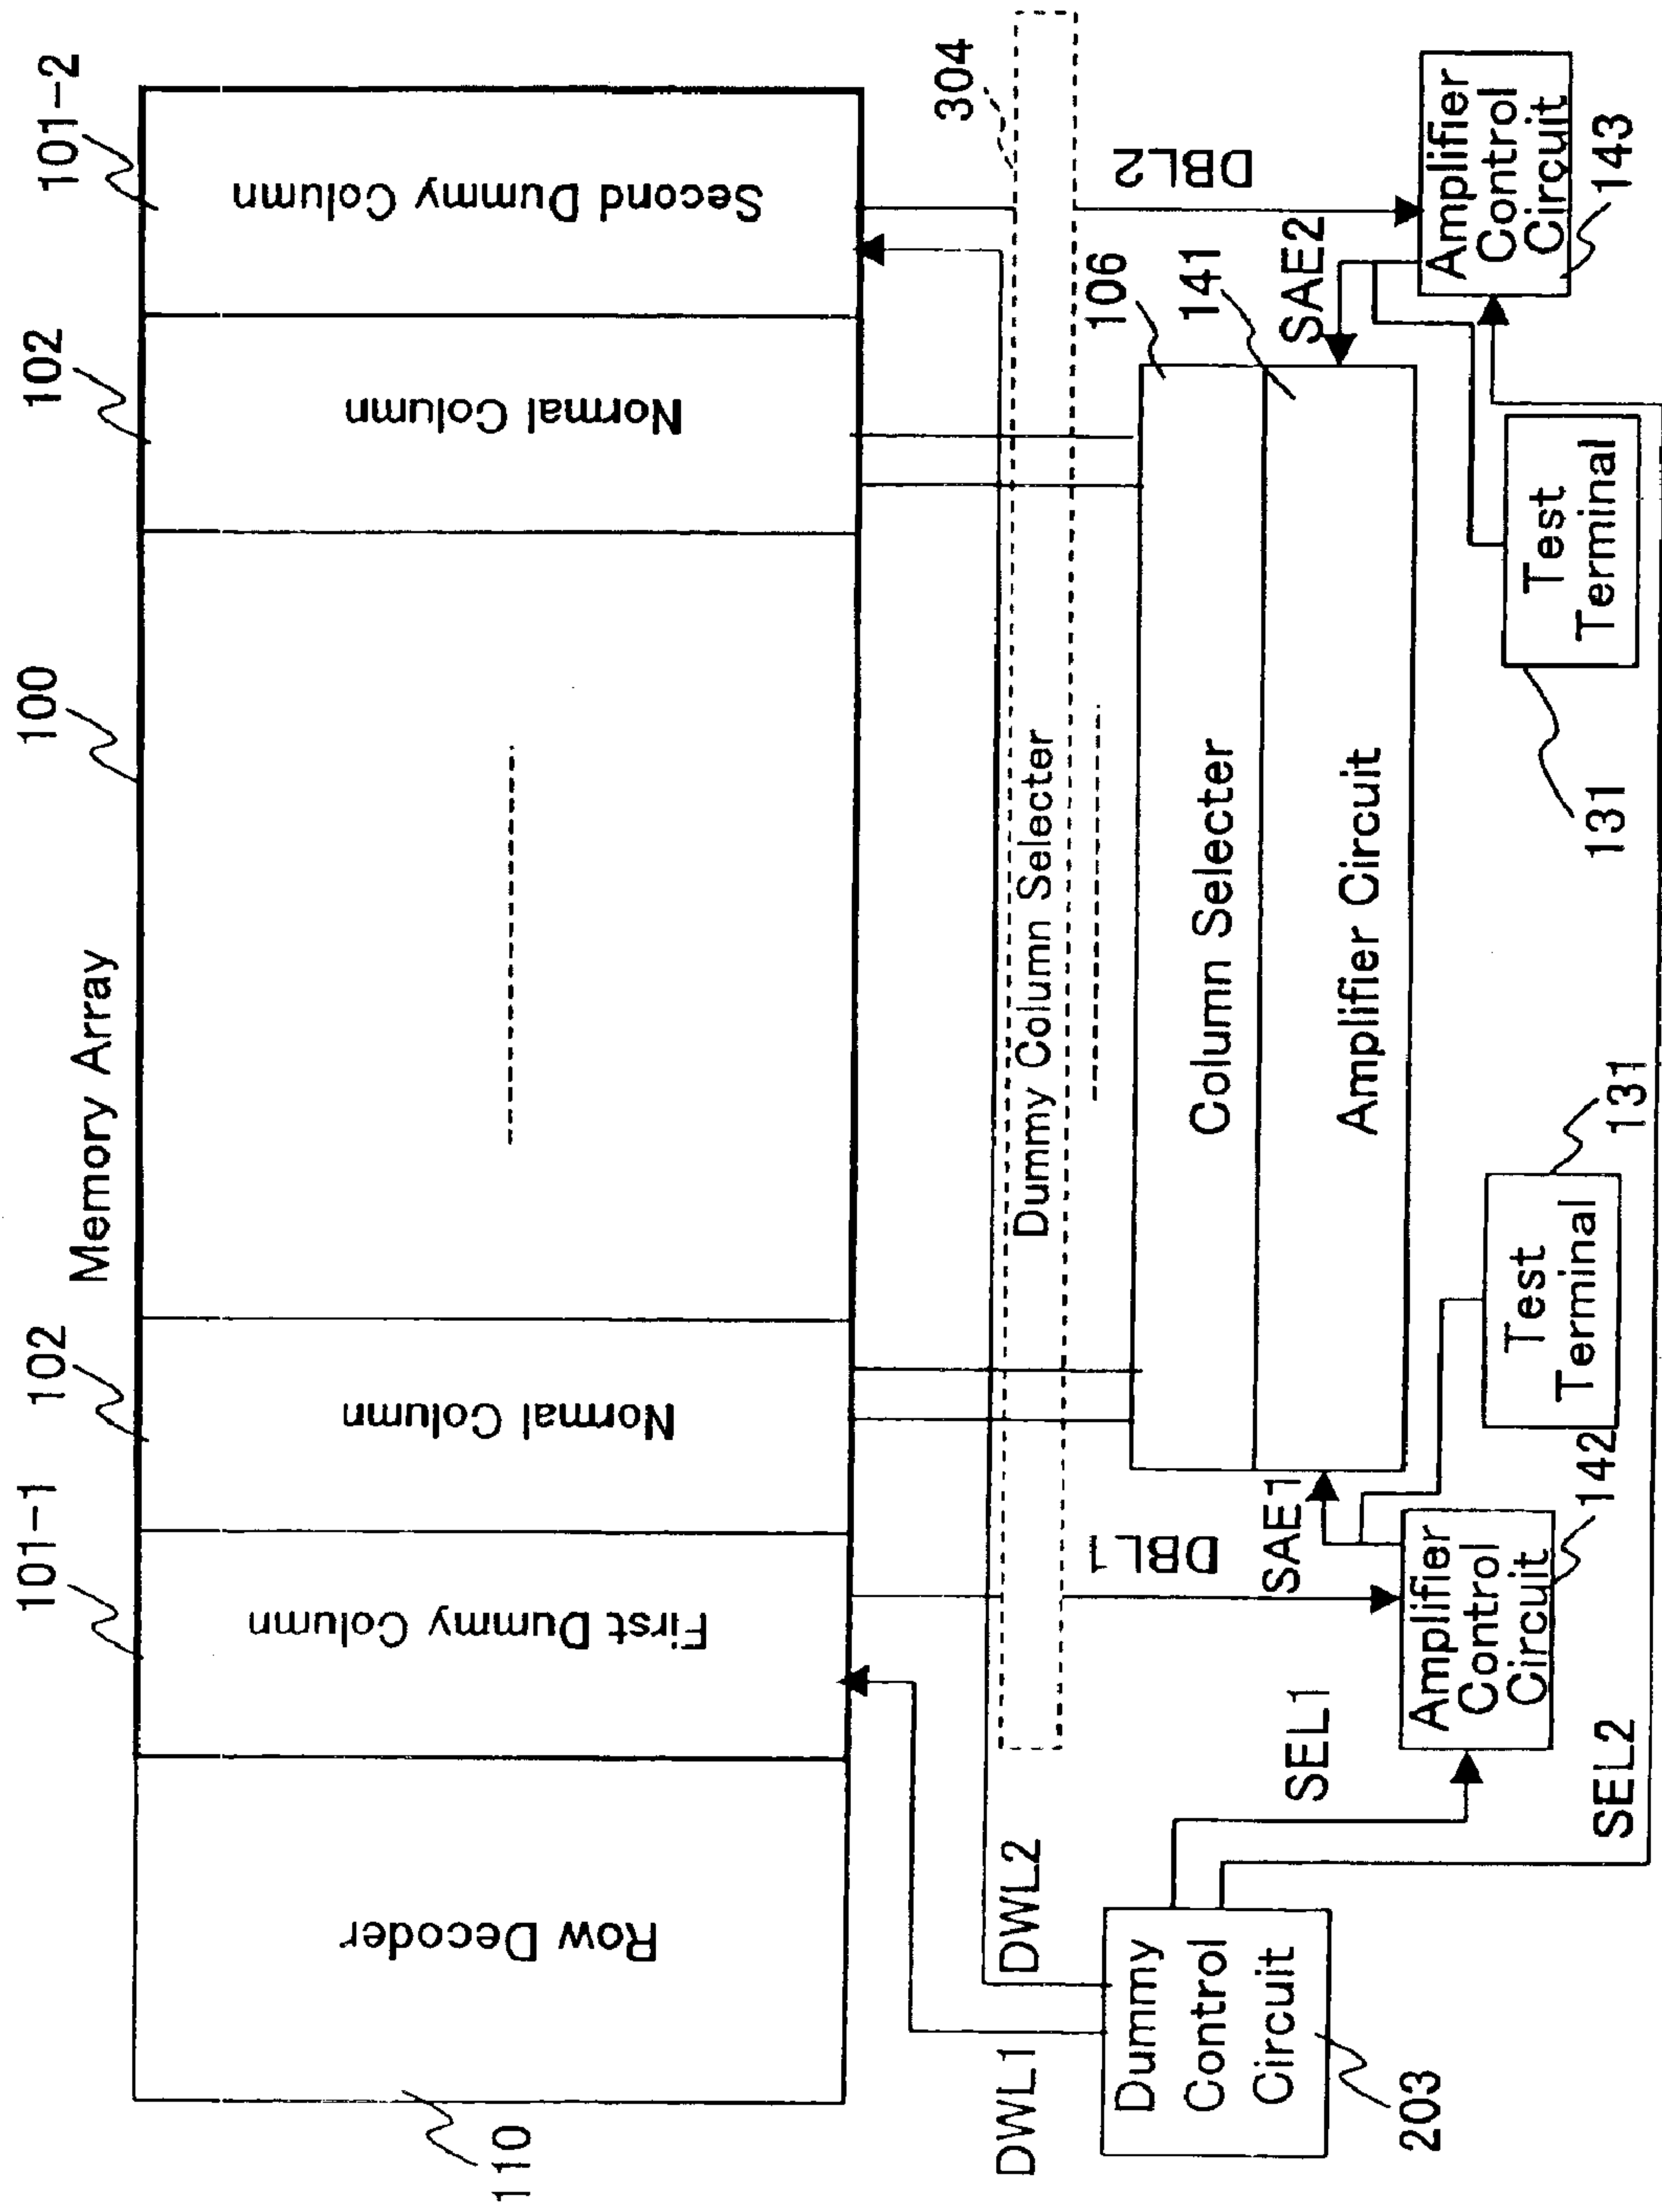 Memory Array
100
110
101-1
102
102
101-2
Row Decoder
First Dummy Column
Normal Column
Normal Column
Second Dummy Column
304
Dummy Column Selecter
DWL1
DWL2
DBL1
DBL2
106
141
Column Selecter
Amplifier Circuit
SAE1
SAE2
SEL1
SEL2
Dummy
Control
Circuit
203
Amplifier
Control
Circuit
142
Test
Terminal
131
Test
Terminal
131
Amplifier
Control
Circuit
143